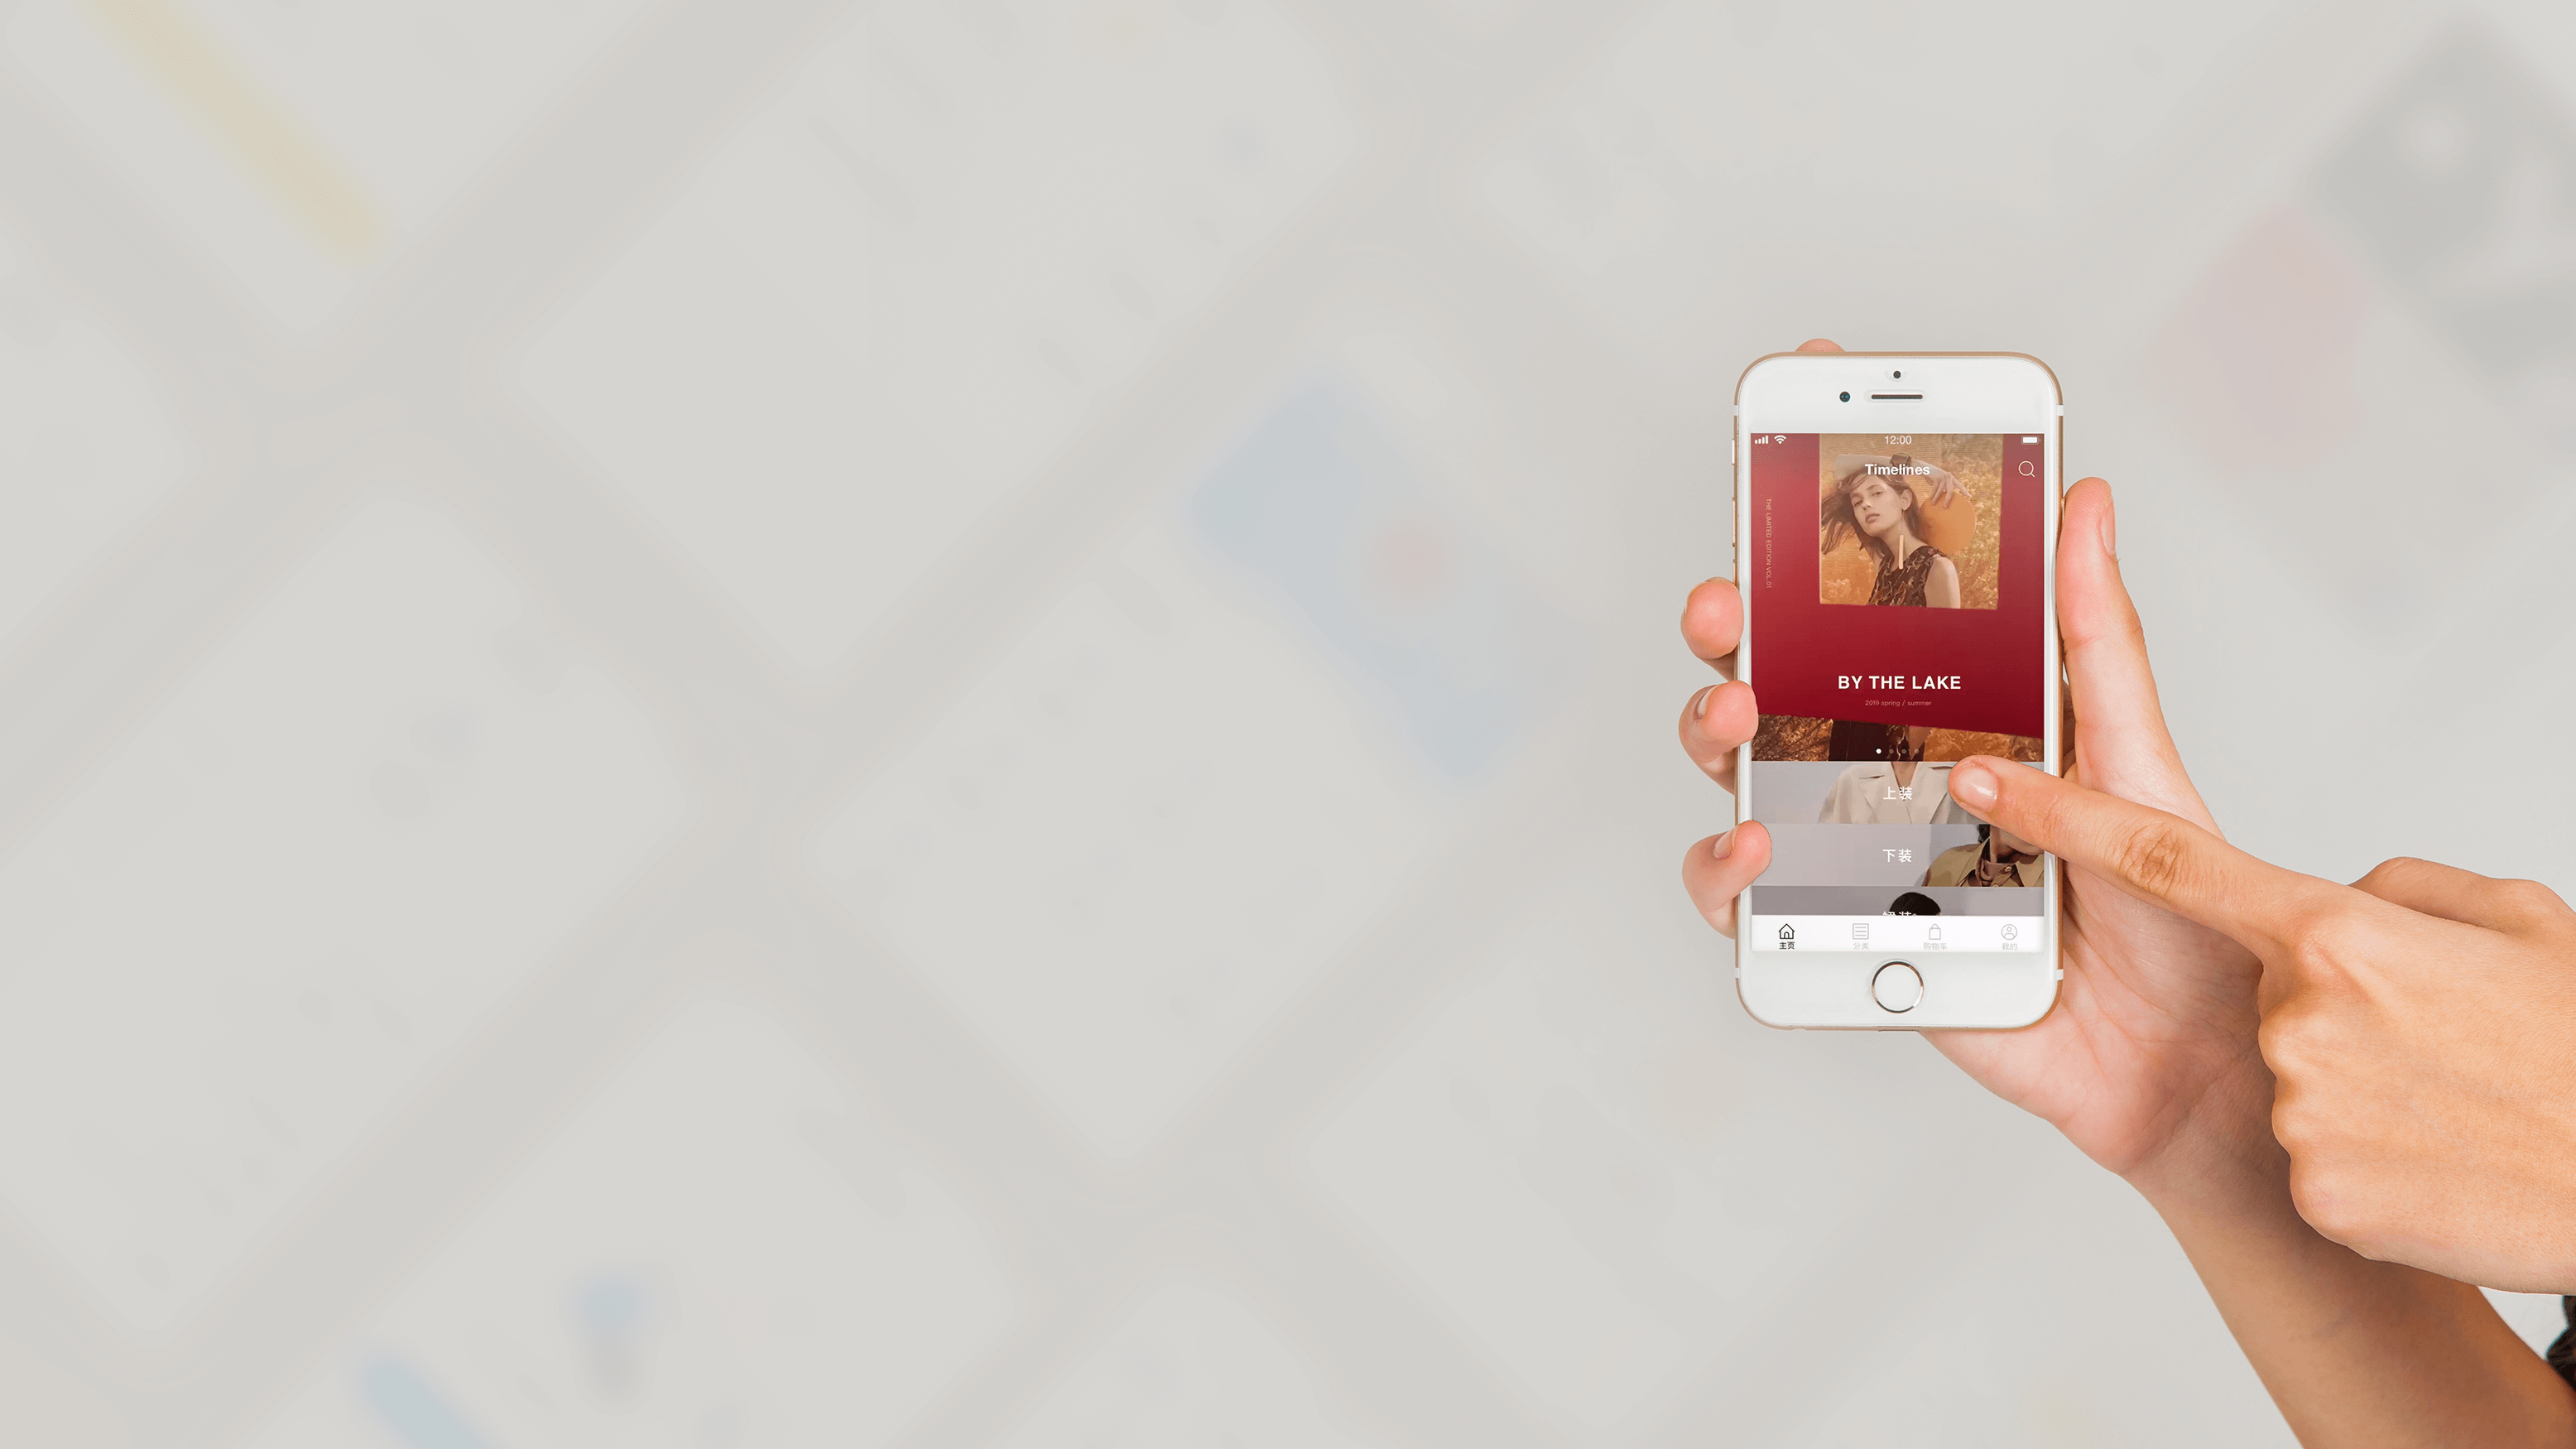 12:00
Timelines
THE LIMITED EDITION VOL.01
BY THE LAKE
2019 spring / summer
上装
下装
主页
分类
购物车
我的